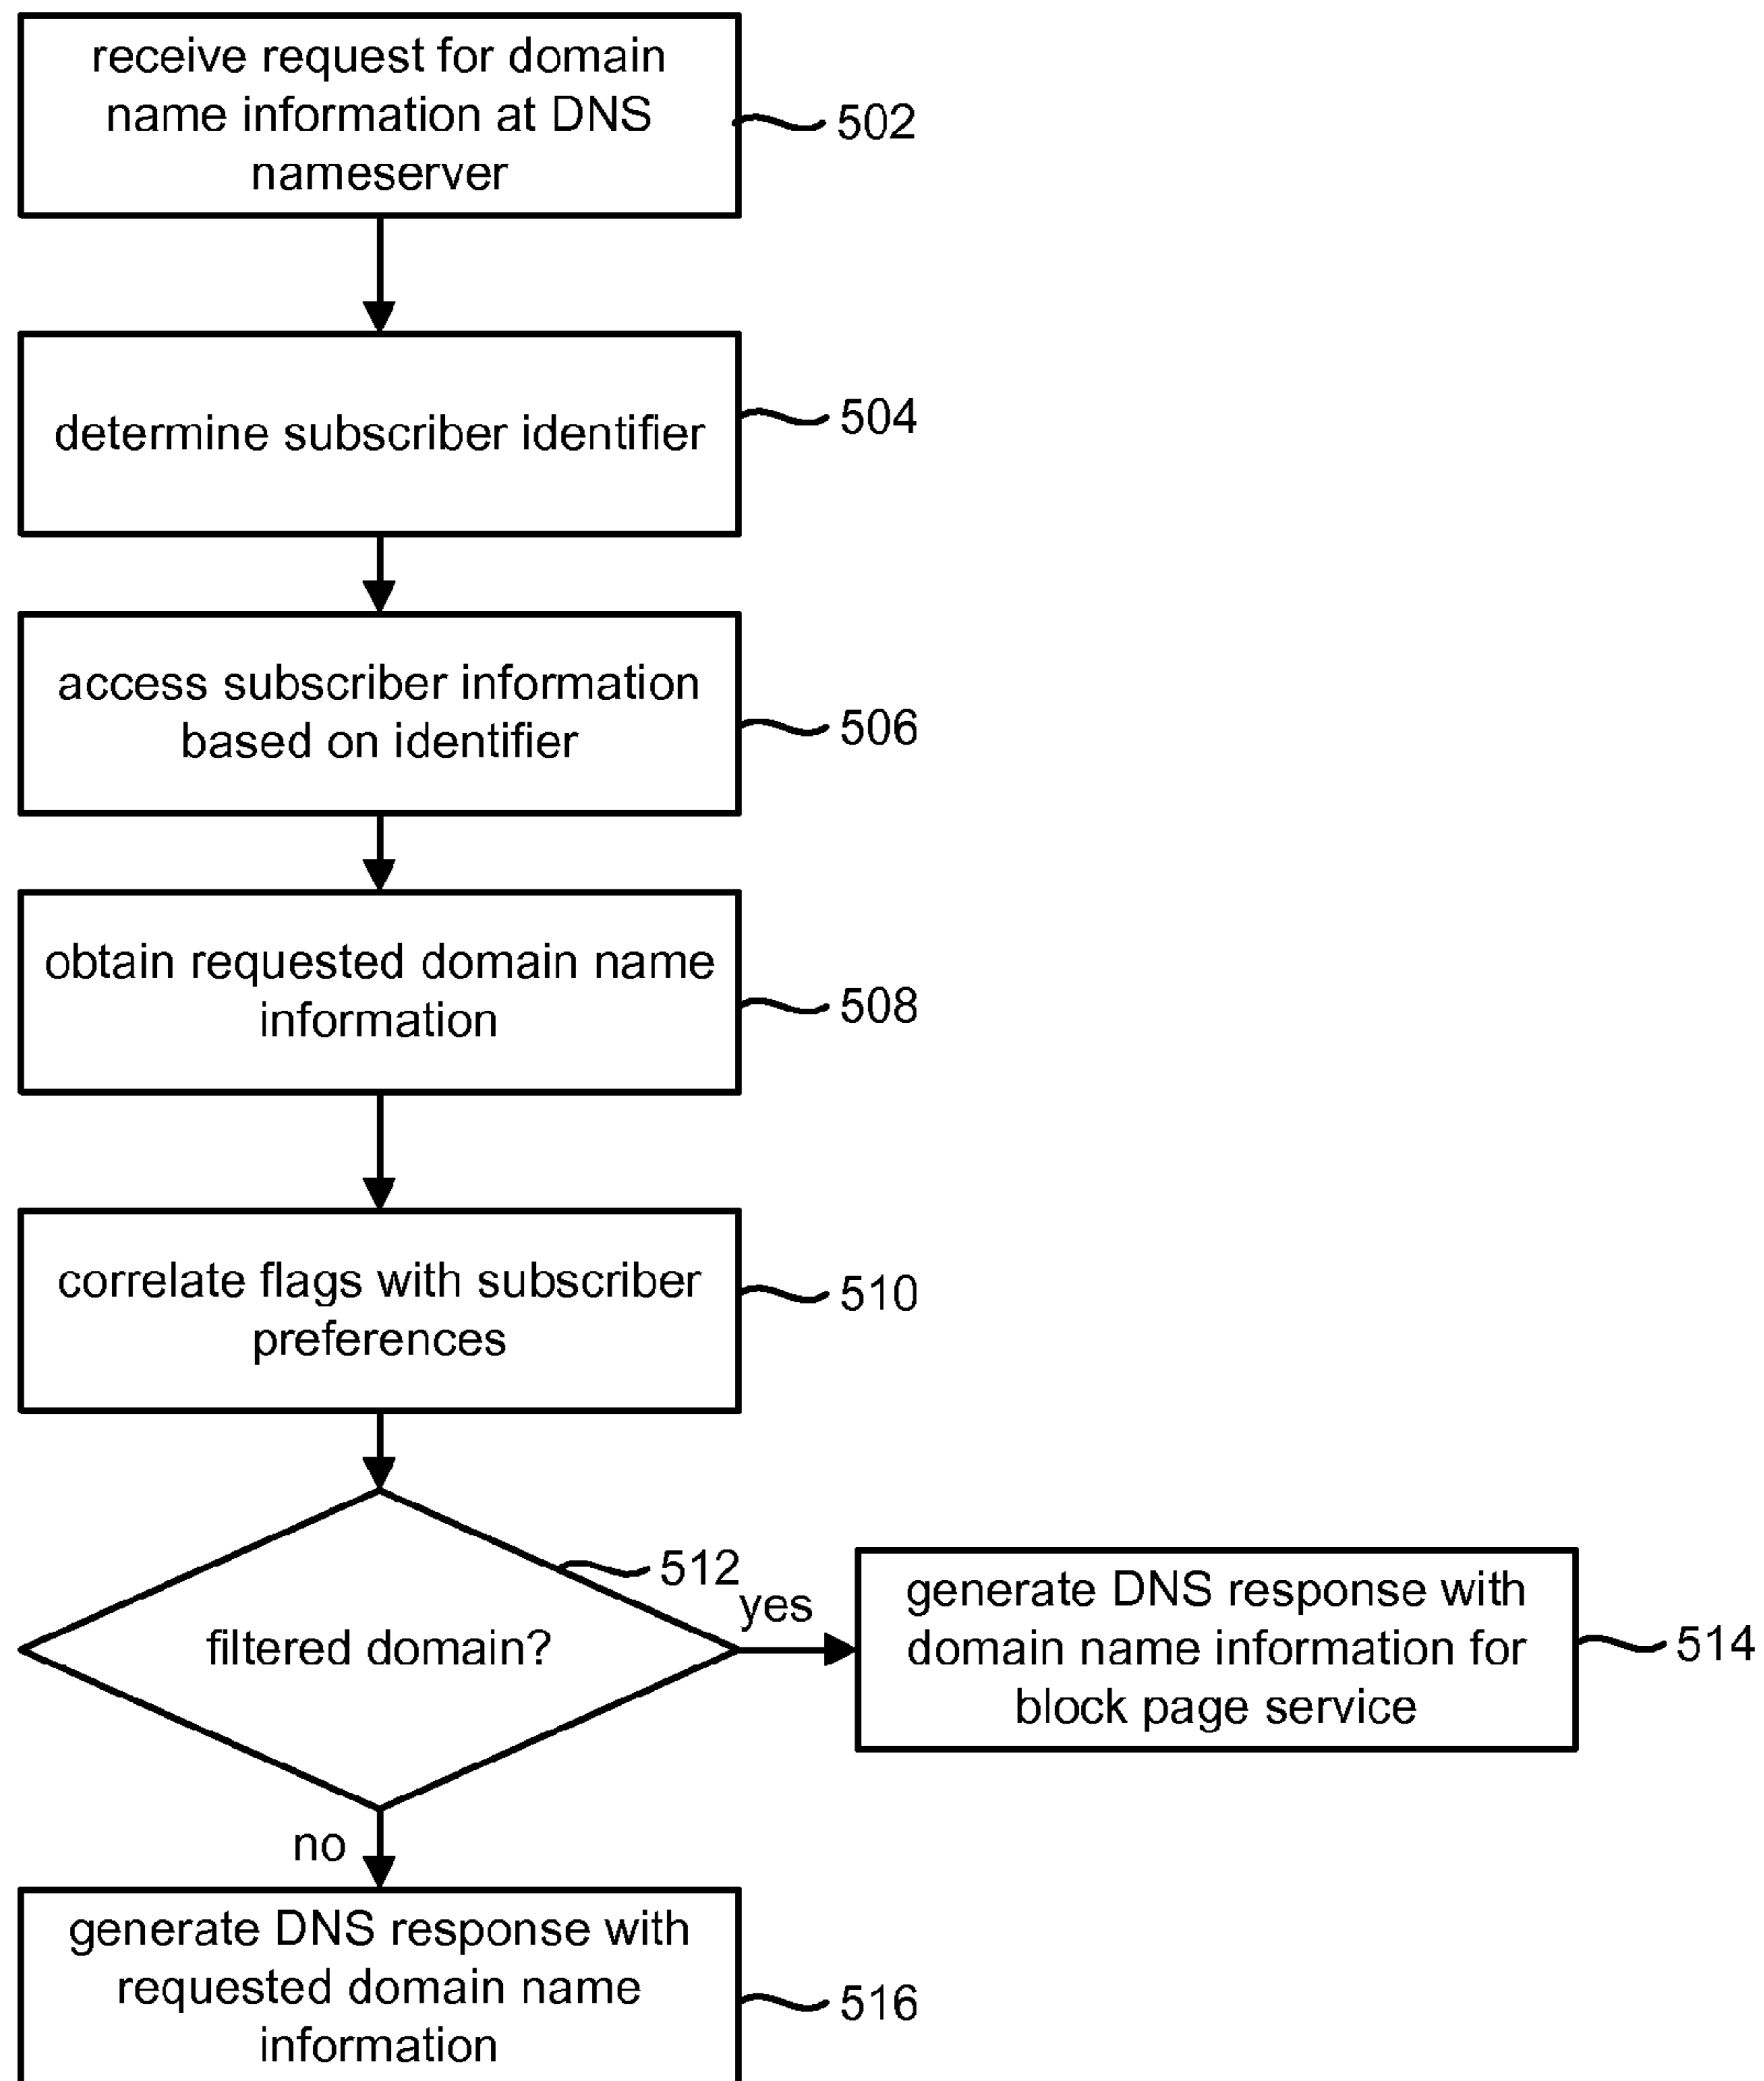 receive request for domain
name information at DNS
nameserver
502
determine subscriber identifier
504
access subscriber information
based on identifier
506
obtain requested domain name
information
508
correlate flags with subscriber
preferences
510
filtered domain?
512
yes
generate DNS response with
domain name information for
block page service
514
no
generate DNS response with
requested domain name
information
516